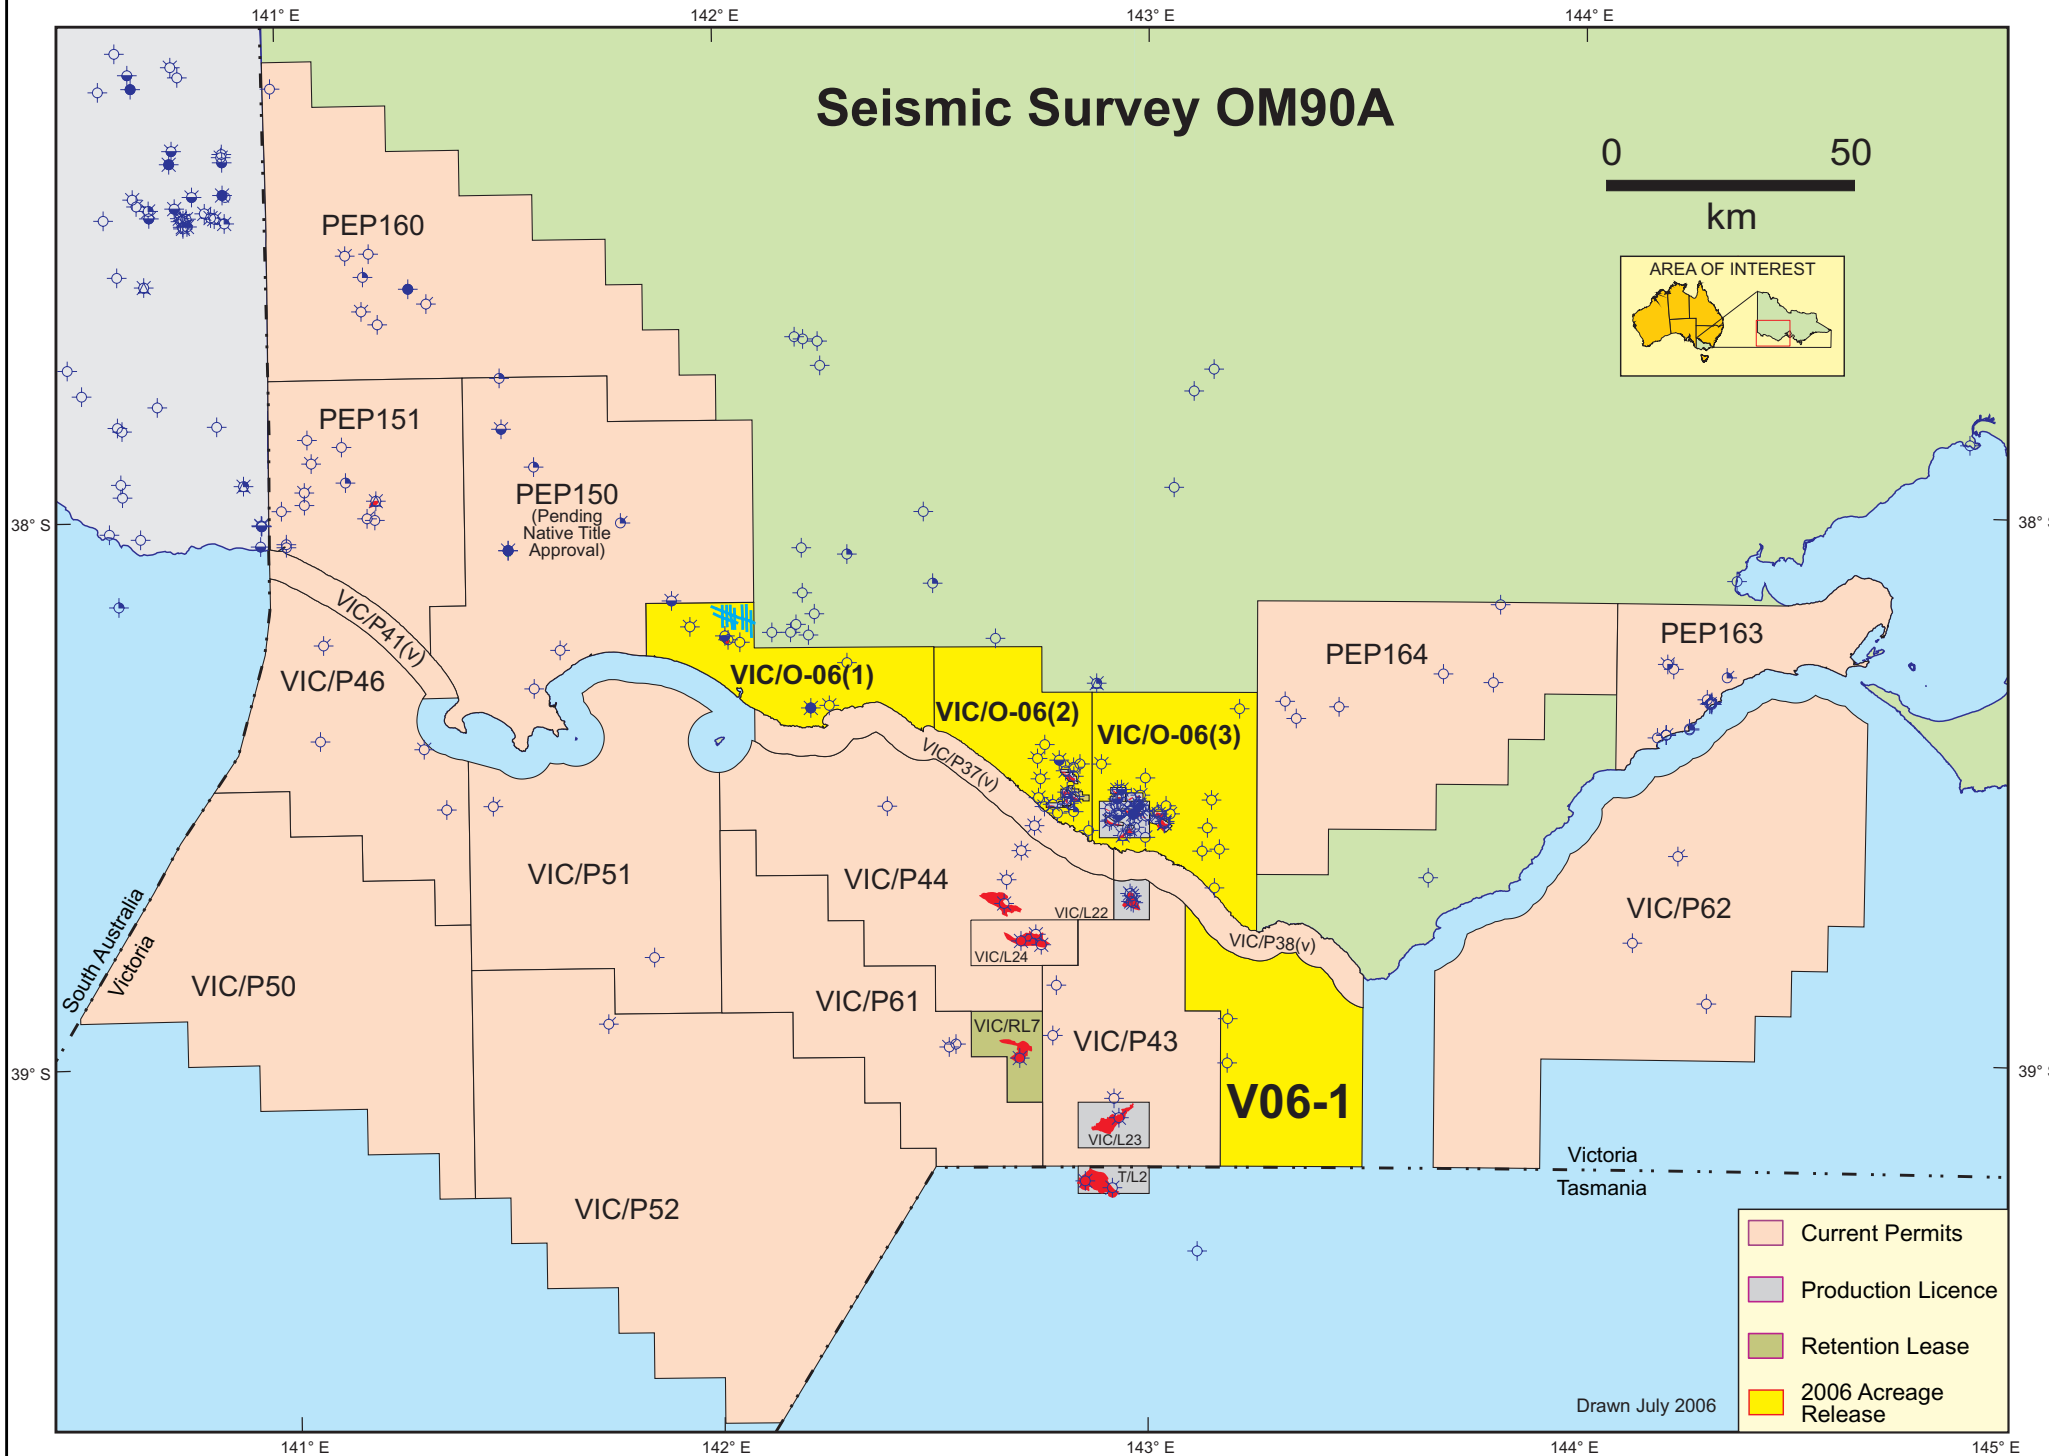 141° E
142° E
143° E
144° E
Seismic Survey OM90A
0
50
km
AREA OF INTEREST
PEP160
PEP151
PEP150
(Pending
Native Title
Approval)
38° S
38°
VIC/P41(v)
VIC/P46
VIC/O-06(1)
VIC/O-06(2)
VIC/O-06(3)
PEP164
PEP163
VIC/P37(v)
VIC/P51
VIC/P44
VIC/L22
VIC/P62
VIC/P38(v)
VIC/L24
South Australia
Victoria
VIC/P50
VIC/P61
VIC/RL7
VIC/P43
39° S
39°
V06-1
VIC/L23
T/L2
Victoria
Tasmania
VIC/P52
Current Permits
Production Licence
Retention Lease
2006 Acreage
Release
Drawn July 2006
141° E
142° E
143° E
144° E
145° E